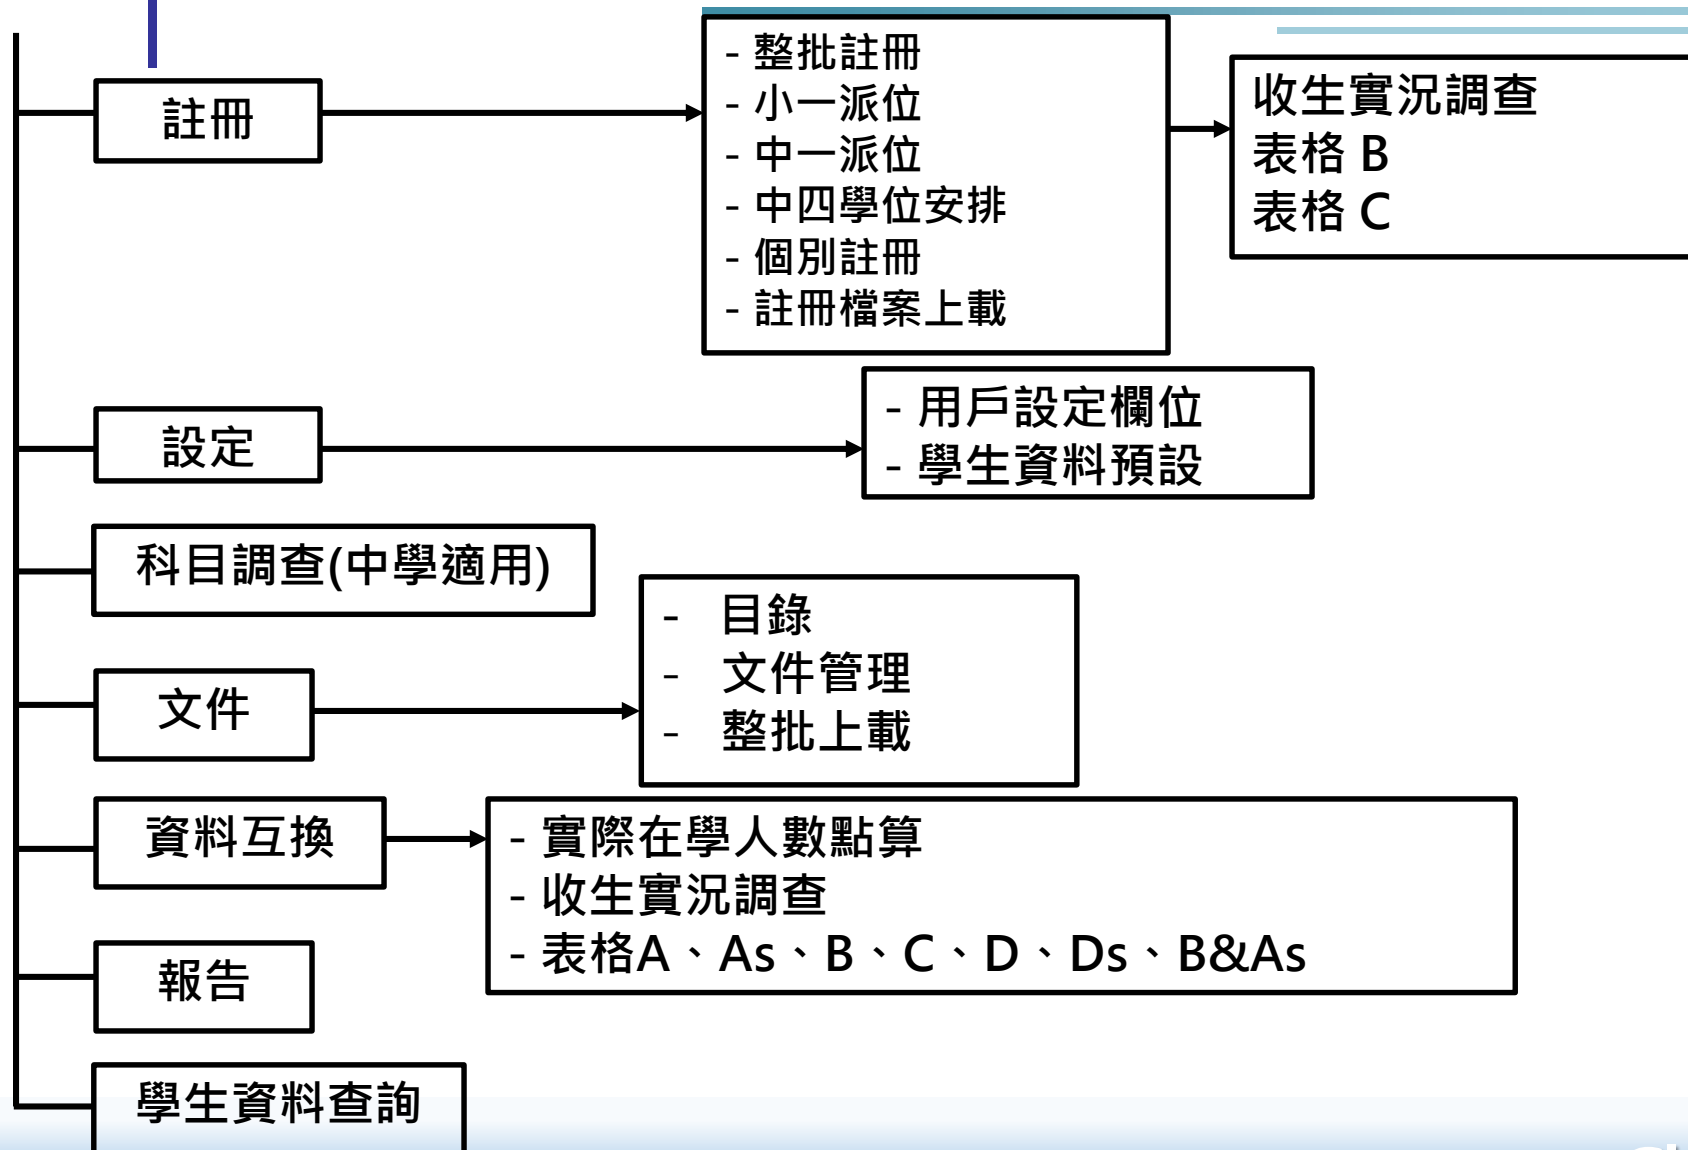 註冊
- 整批註冊
- 小一派位
- 中一派位
- 中四學位安排
- 個別註冊
- 註冊檔案上載
收生實況調查
表格 B
表格 C
設定
- 用戶設定欄位
- 學生資料預設
科目調查(中學適用)
文件
- 目錄
- 文件管理
- 整批上載
資料互換
- 實際在學人數點算
- 收生實況調查
- 表格A、As、B、C、D、Ds、B&As
報告
學生資料查詢